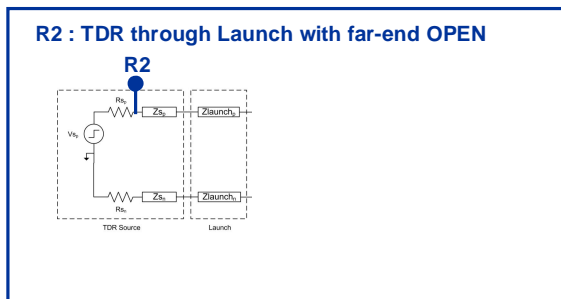 R2 : TDR through Launch with far-end OPEN
R2
Rsp
Zsp
Zlaunchp
Vsp
Zsn
Zlaunchn
Rsn
TDR Source
Launch